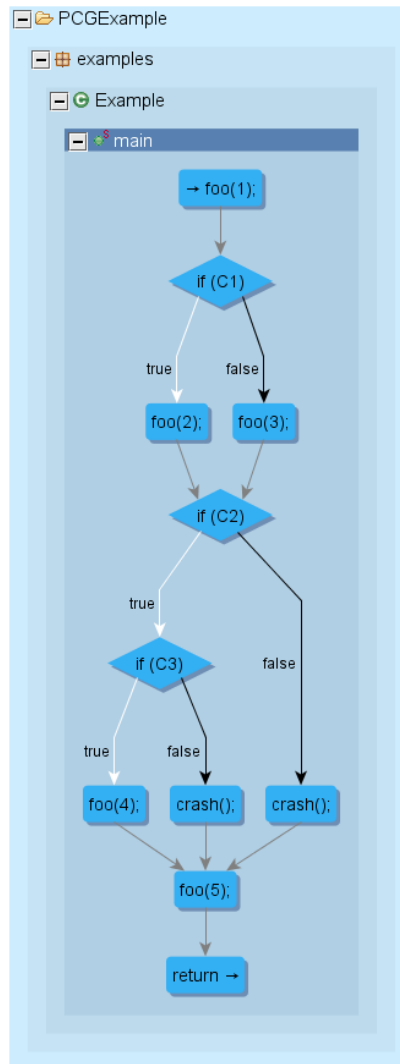 PCGExample
examples
Example
main
→ foo(1);
if (C1)
true false
foo(2); foo(3);
if (C2)
true
if (C3) false
true false
foo(4); crash(); crash();
foo(5);
return →